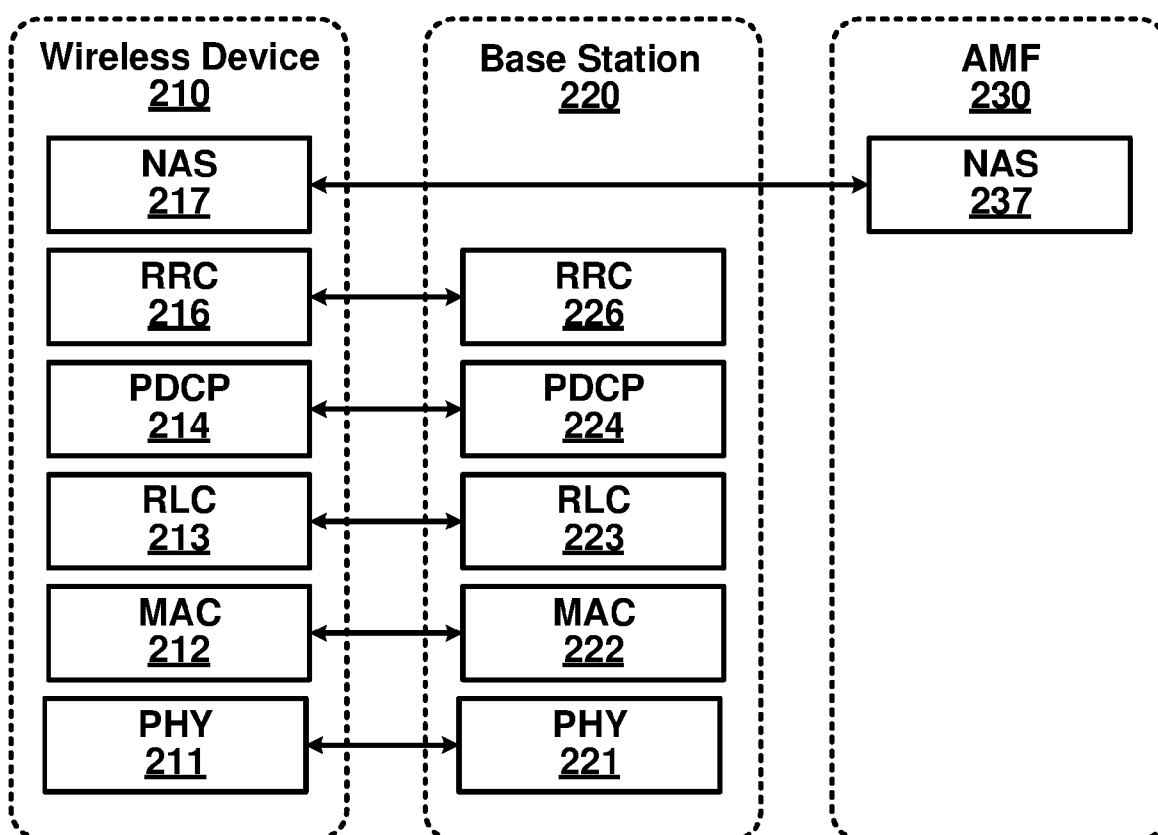 Wireless Device
210
Base Station
220
AMF
230
NAS
217
NAS
237
RRC
216
RRC
226
PDCP
214
PDCP
224
RLC
213
RLC
223
MAC
212
MAC
222
PHY
211
PHY
221